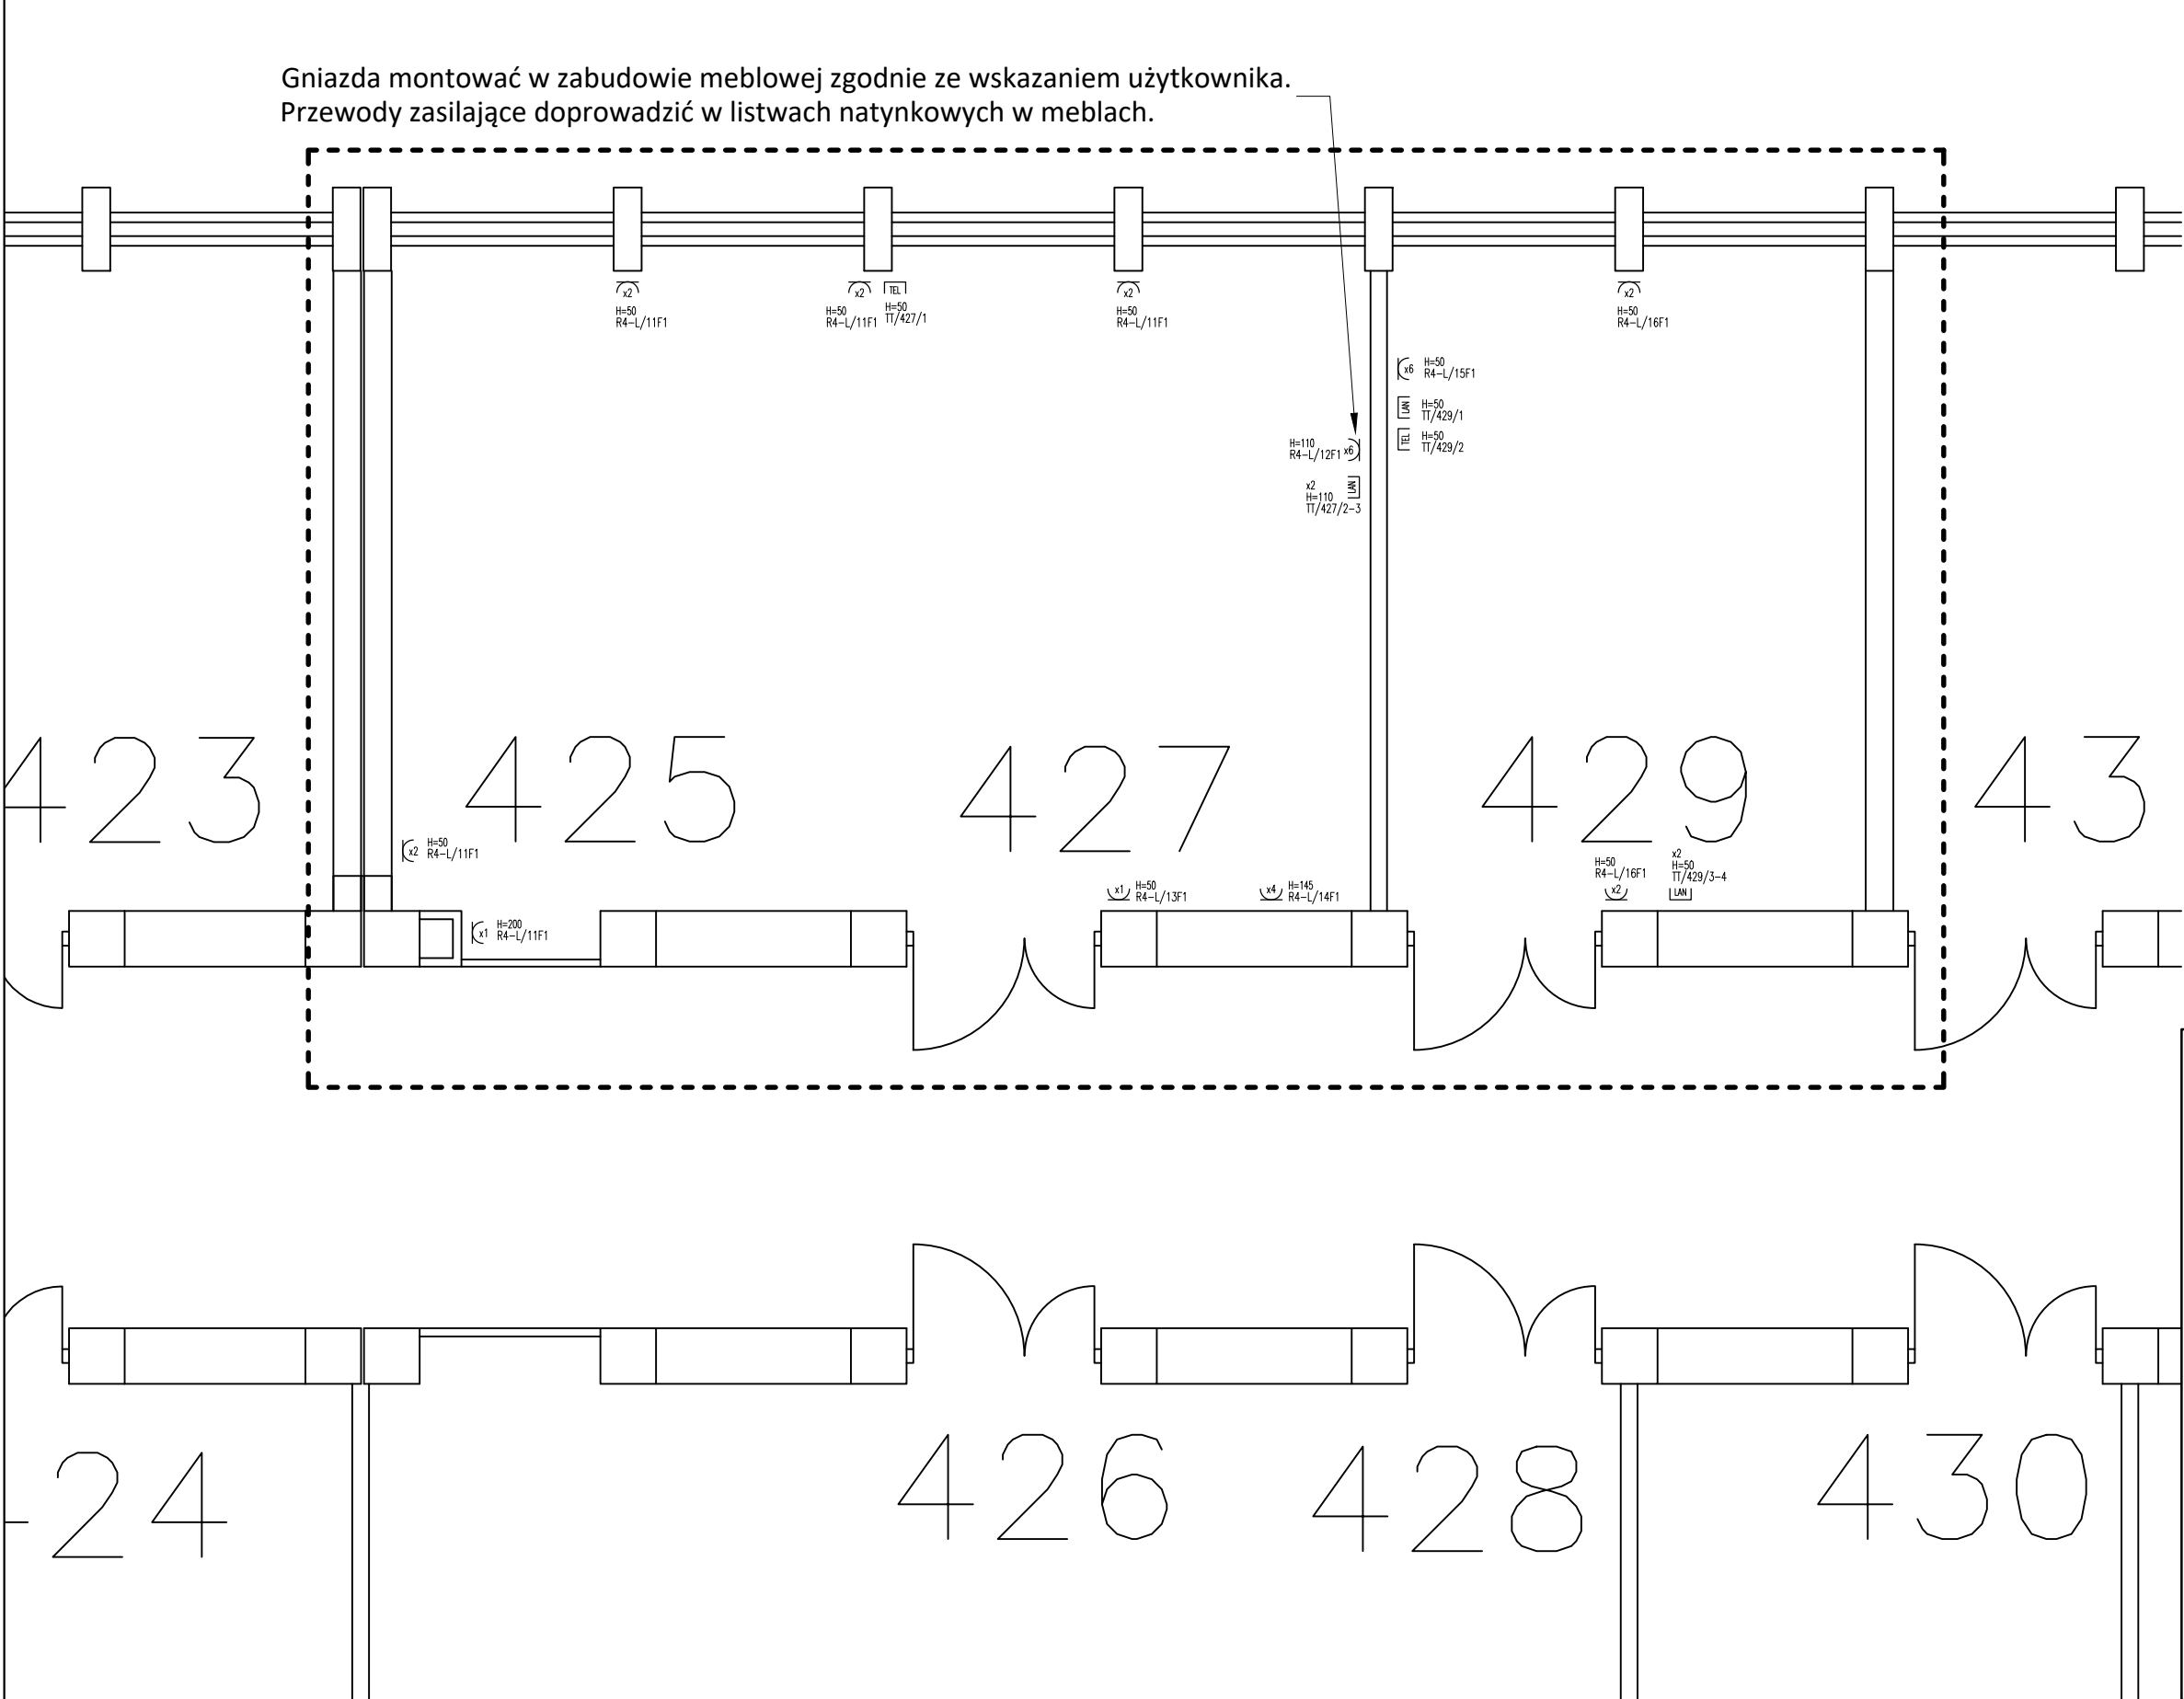 Gniazda montować w zabudowie meblowej zgodnie ze wskazaniem użytkownika.
Przewody zasilające doprowadzić w listwach natynkowych w meblach.
x2
H=50
R4-L/11F1
x2
H=50
R4-L/11F1
TEL
H=50
TT/427/1
x2
H=50
R4-L/11F1
x2
H=50
R4-L/16F1
x6
H=50
R4-L/15F1
LAN
H=50
TT/429/1
TEL
H=50
TT/429/2
H=110
R4-L/12F1
x6
x2
H=110
TT/427/2-3
LAN
423
425
427
429
43
x2
H=50
R4-L/11F1
x1
H=200
R4-L/11F1
x1
H=50
R4-L/13F1
x4
H=145
R4-L/14F1
H=50
R4-L/16F1
x2
x2
H=50
TT/429/3-4
LAN
24
426
428
430